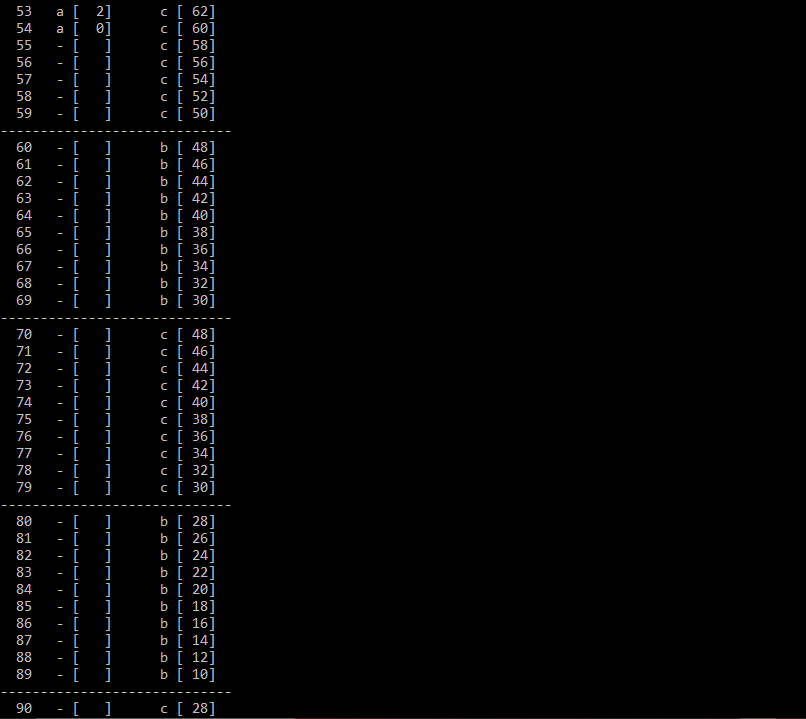 53   a [  2]      c [ 62]
54   a [  0]      c [ 60]
55   - [   ]      c [ 58]
56   - [   ]      c [ 56]
57   - [   ]      c [ 54]
58   - [   ]      c [ 52]
59   - [   ]      c [ 50]
-----------------------------
60   - [   ]      b [ 48]
61   - [   ]      b [ 46]
62   - [   ]      b [ 44]
63   - [   ]      b [ 42]
64   - [   ]      b [ 40]
65   - [   ]      b [ 38]
66   - [   ]      b [ 36]
67   - [   ]      b [ 34]
68   - [   ]      b [ 32]
69   - [   ]      b [ 30]
-----------------------------
70   - [   ]      c [ 48]
71   - [   ]      c [ 46]
72   - [   ]      c [ 44]
73   - [   ]      c [ 42]
74   - [   ]      c [ 40]
75   - [   ]      c [ 38]
76   - [   ]      c [ 36]
77   - [   ]      c [ 34]
78   - [   ]      c [ 32]
79   - [   ]      c [ 30]
-----------------------------
80   - [   ]      b [ 28]
81   - [   ]      b [ 26]
82   - [   ]      b [ 24]
83   - [   ]      b [ 22]
84   - [   ]      b [ 20]
85   - [   ]      b [ 18]
86   - [   ]      b [ 16]
87   - [   ]      b [ 14]
88   - [   ]      b [ 12]
89   - [   ]      b [ 10]
-----------------------------
90   - [   ]      c [ 28]